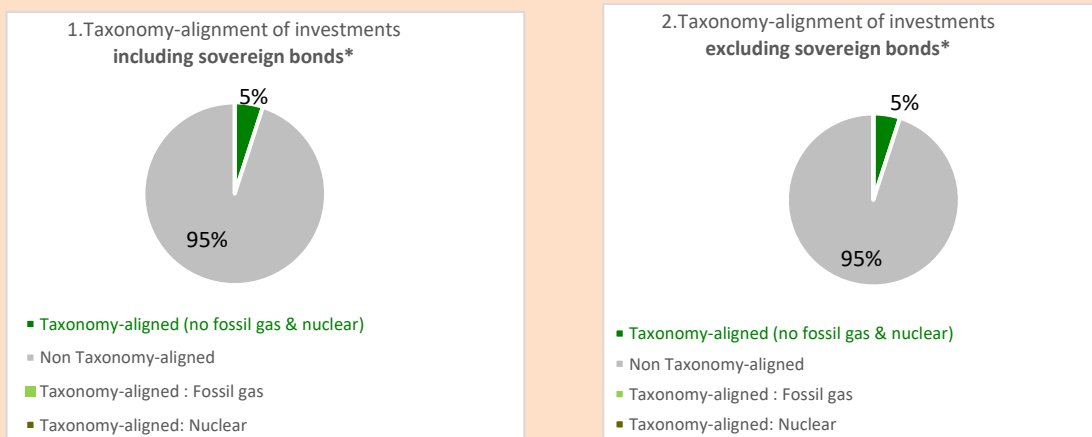 1.Taxonomy-alignment of investments
including sovereign bonds*
5%
95%
Taxonomy-aligned (no fossil gas & nuclear)
Non Taxonomy-aligned
Taxonomy-aligned : Fossil gas
Taxonomy-aligned: Nuclear
2.Taxonomy-alignment of investments
excluding sovereign bonds*
5%
95%
Taxonomy-aligned (no fossil gas & nuclear)
Non Taxonomy-aligned
Taxonomy-aligned : Fossil gas
Taxonomy-aligned: Nuclear